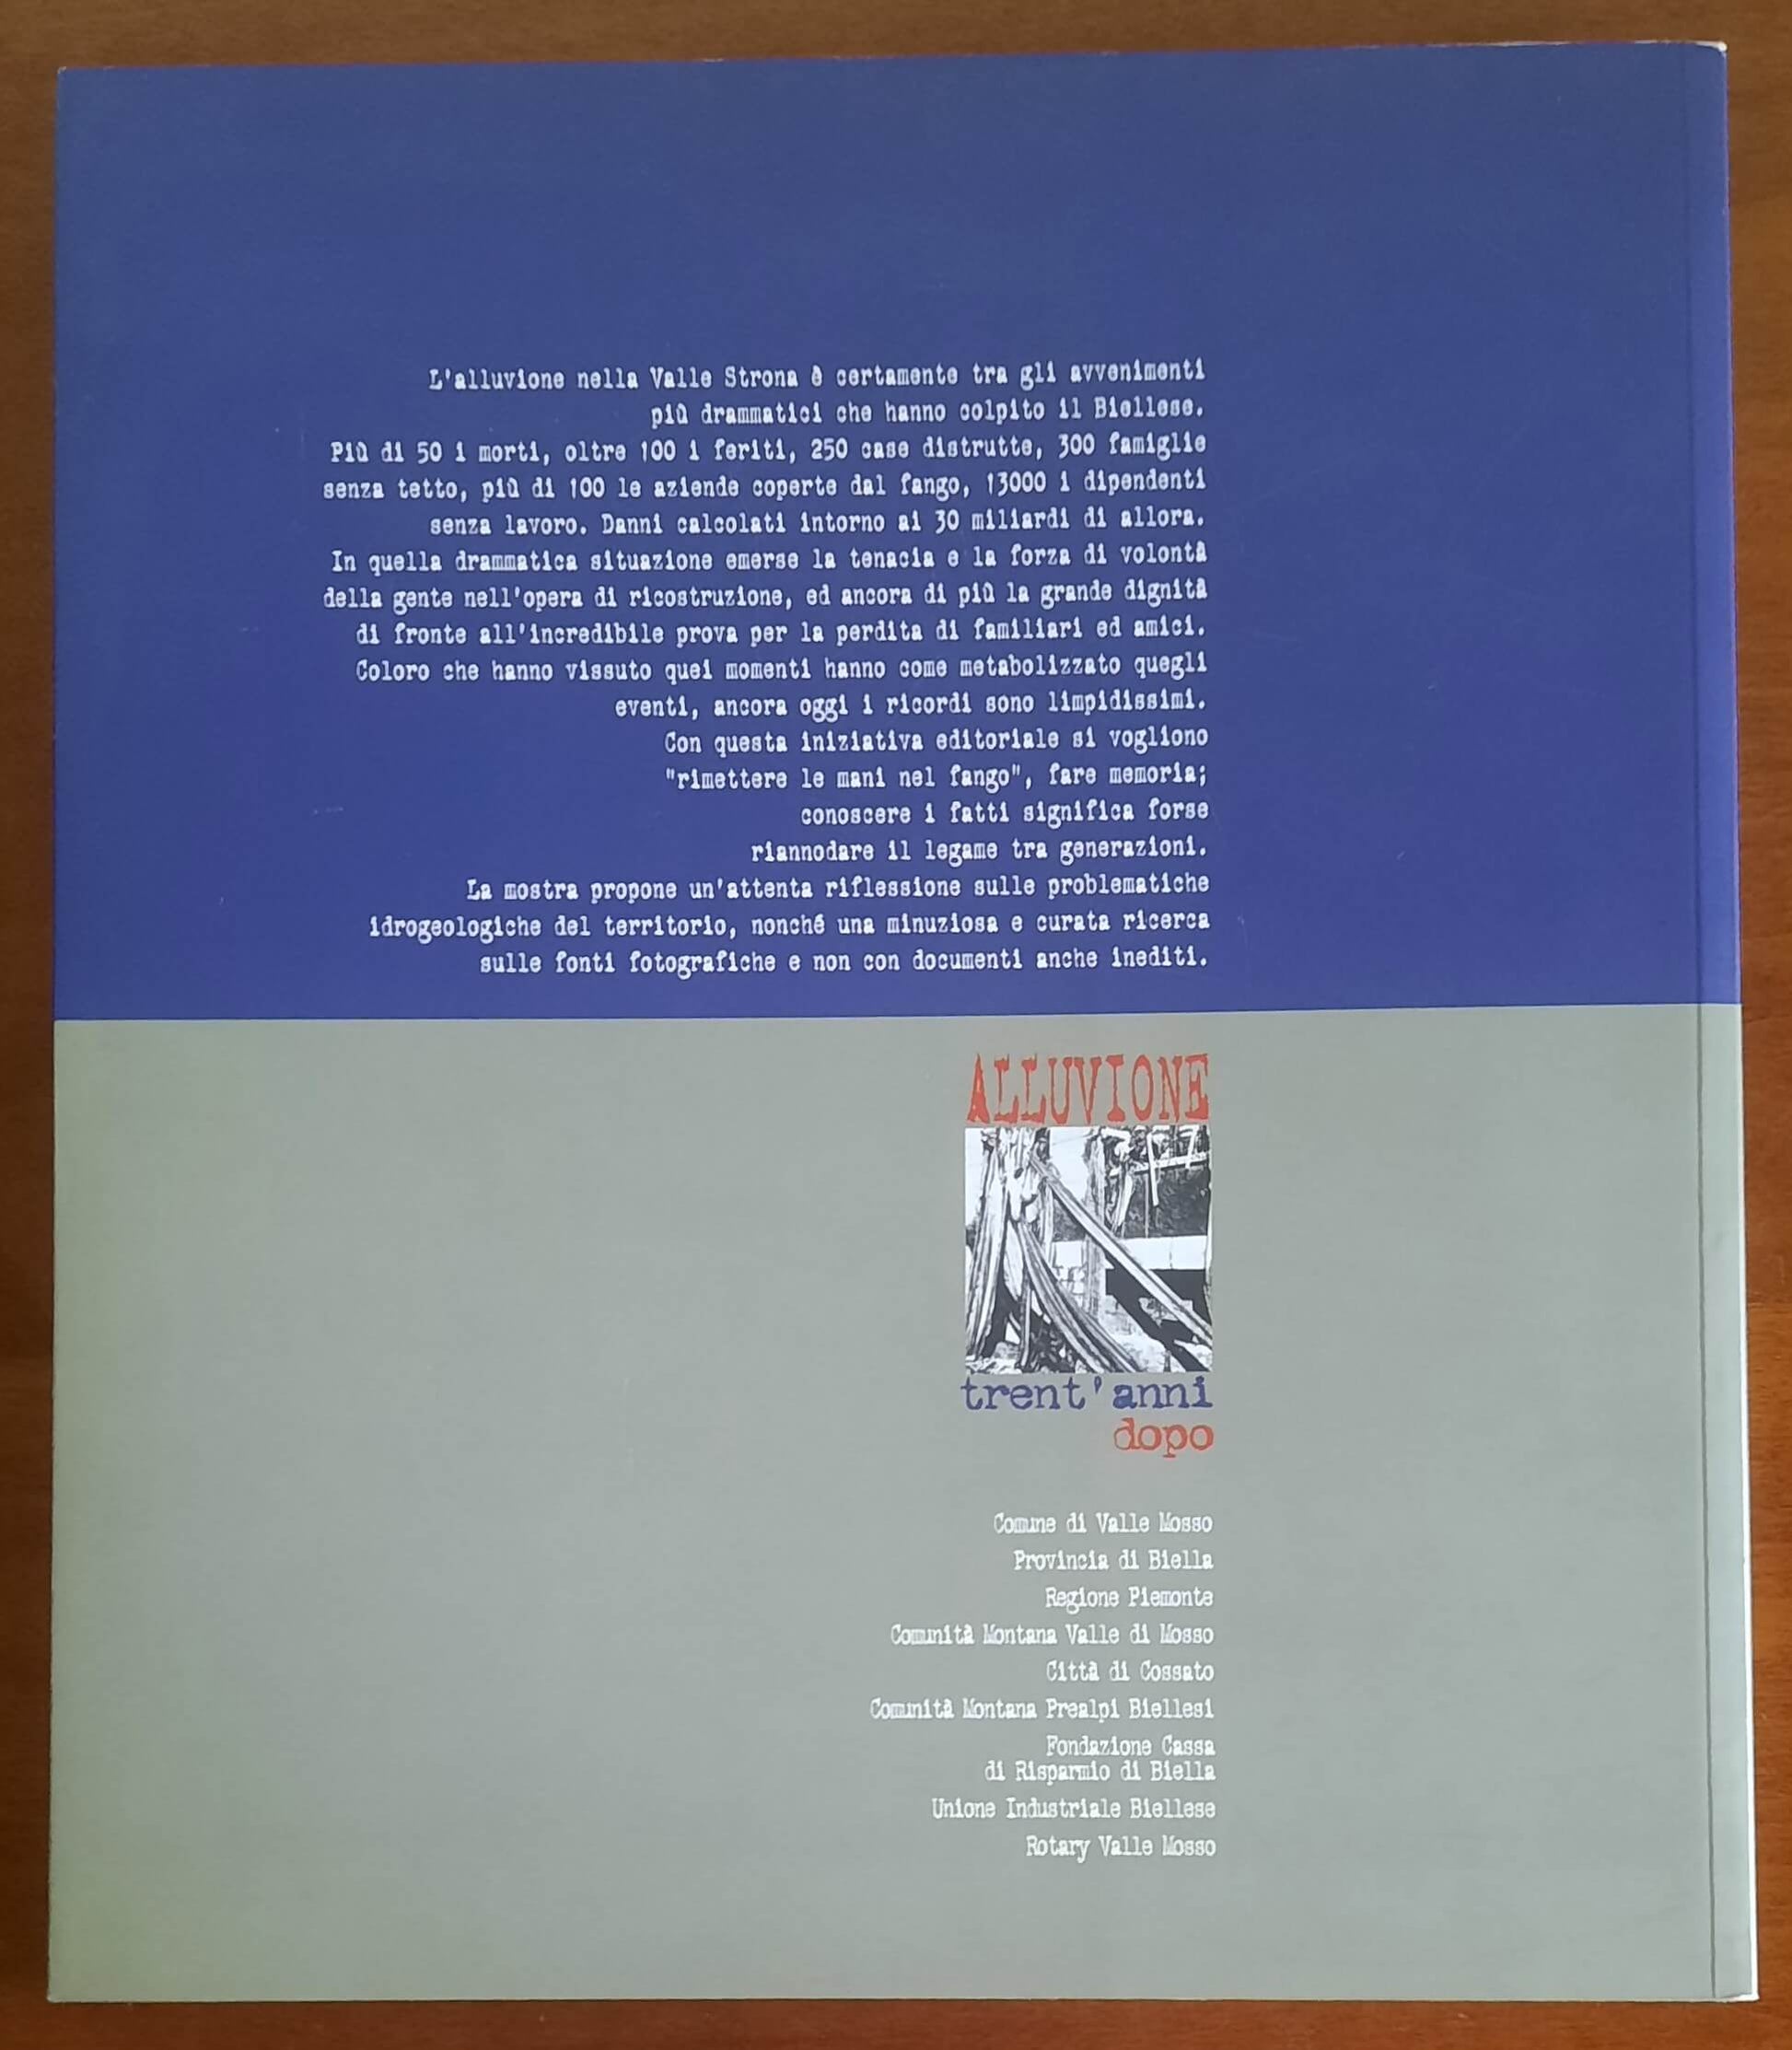 L'alluvione nella Valle Strona è certamente tra gli avvenimenti
più drammatici che hanno colpito il Biellese.
Più di 50 i morti, oltre 100 i feriti, 250 case distrutte, 300 famiglie
senza tetto, più di 100 le aziende coperte dal fango, 13000 i dipendenti
senza lavoro. Danni calcolati intorno ai 30 miliardi di allora.
In quella drammatica situazione emerse la tenacia e la forza di volontà
della gente nell'opera di ricostruzione, ed ancora di più la grande dignità
di fronte all'incredibile prova per la perdita di familiari ed amici.
Coloro che hanno vissuto quei momenti hanno come metabolizzato quegli
eventi, ancora oggi i ricordi sono limpidissimi.
Con questa iniziativa editoriale si vogliono
"rimettere le mani nel fango", fare memoria;
conoscere i fatti significa forse
riannodare il legame tra generazioni.
La mostra propone un'attenta riflessione sulle problematiche
idrogeologiche del territorio, nonché una minuziosa e curata ricerca
sulle fonti fotografiche e non con documenti anche inediti.
ALLUVIONE
trent'anni
dopo
Comune di Valle Mosso
Provincia di Biella
Regione Piemonte
Comunità Montana Valle di Mosso
Città di Cossato
Comunità Montana Prealpi Biellesi
Fondazione Cassa
di Risparmio di Biella
Unione Industriale Biellese
Rotary Valle Mosso